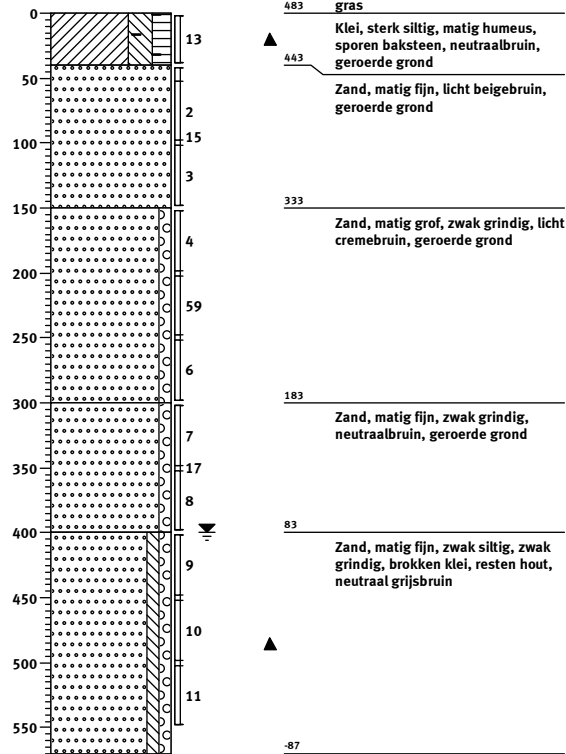 0
50
100
150
200
250
300
350
400
450
500
550
13
2
15
3
4
59
6
7
17
8
9
10
11
483
gras
Klei, sterk siltig, matig humeus,
sporen baksteen, neutraalbruin,
geroerde grond
443
Zand, matig fijn, licht beigebruin,
geroerde grond
333
Zand, matig grof, zwak grindig, licht
cremebruin, geroerde grond
183
Zand, matig fijn, zwak grindig,
neutraalbruin, geroerde grond
83
Zand, matig fijn, zwak siltig, zwak
grindig, brokken klei, resten hout,
neutraal grijsbruin
-87